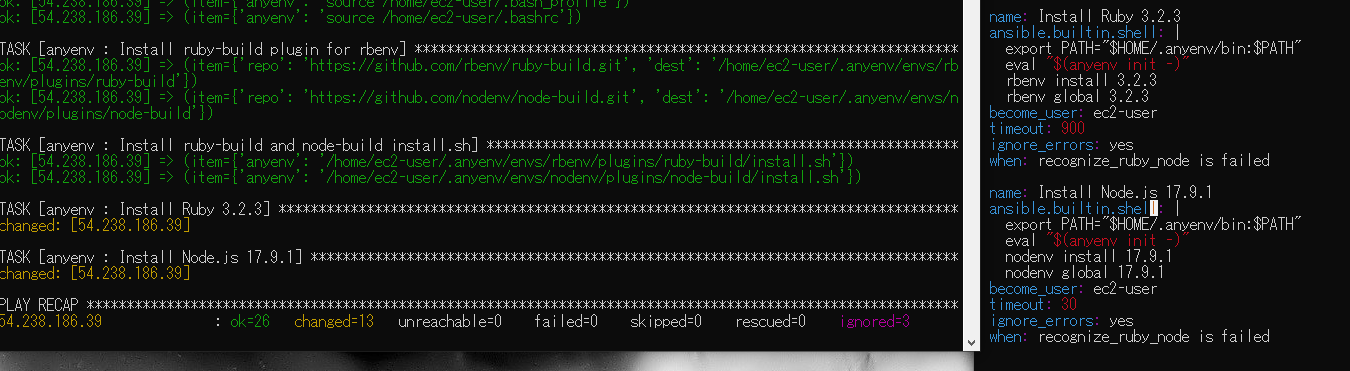 ok: [54.238.186.39] => (item={'anyenv': 'source /home/ec2-user/.bash_profile'})
ok: [54.238.186.39] => (item={'anyenv': 'source /home/ec2-user/.bashrc'})
TASK [anyenv : Install ruby-build plugin for rbenv] ********************************************************************
ok: [54.238.186.39] => (item={'repo': 'https://github.com/rbenv/ruby-build.git', 'dest': '/home/ec2-user/.anyenv/envs/rb
env/plugins/ruby-build'})
ok: [54.238.186.39] => (item={'repo': 'https://github.com/nodenv/node-build.git', 'dest': '/home/ec2-user/.anyenv/envs/n
odenv/plugins/node-build'})
TASK [anyenv : Install ruby-build and node-build install.sh] ***********************************************************
ok: [54.238.186.39] => (item={'anyenv': '/home/ec2-user/.anyenv/envs/rbenv/plugins/ruby-build/install.sh'})
ok: [54.238.186.39] => (item={'anyenv': '/home/ec2-user/.anyenv/envs/nodenv/plugins/node-build/install.sh'})
TASK [anyenv : Install Ruby 3.2.3] *************************************************************************************
changed: [54.238.186.39]
TASK [anyenv : Install Node.js 17.9.1] *********************************************************************************
changed: [54.238.186.39]
PLAY RECAP *************************************************************************************************************
54.238.186.39 : ok=26 changed=13 unreachable=0 failed=0 skipped=0 rescued=0 ignored=3
name: Install Ruby 3.2.3
ansible.builtin.shell: |
export PATH="$HOME/.anyenv/bin:$PATH"
eval "$(anyenv init -)"
rbenv install 3.2.3
rbenv global 3.2.3
become_user: ec2-user
timeout: 900
ignore_errors: yes
when: recognize_ruby_node is failed
name: Install Node.js 17.9.1
ansible.builtin.shell: |
export PATH="$HOME/.anyenv/bin:$PATH"
eval "$(anyenv init -)"
nodenv install 17.9.1
nodenv global 17.9.1
become_user: ec2-user
timeout: 30
ignore_errors: yes
when: recognize_ruby_node is failed